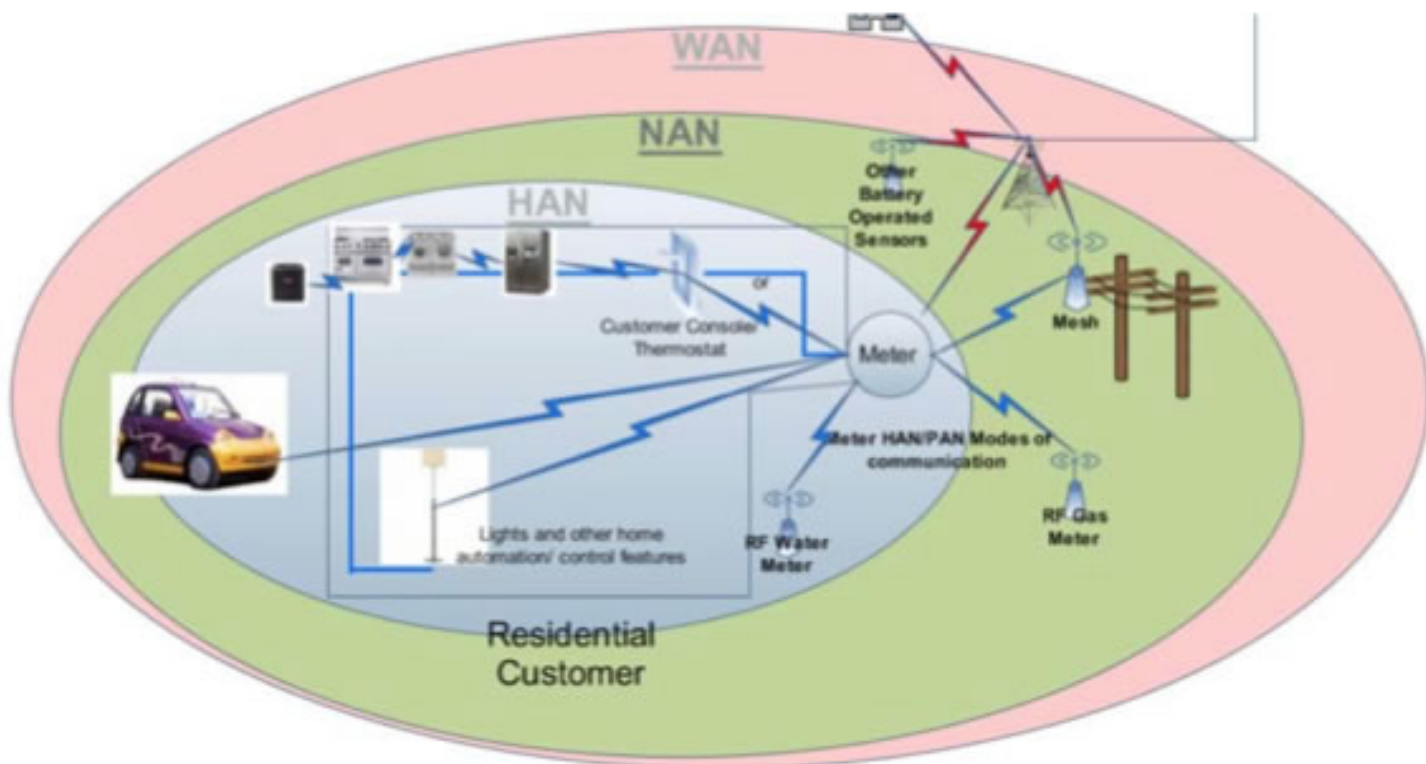 WAN
NAN
HAN
Other
Battery
Operated
Sensors
or
Customer Console/
Thermostat
Meter
Mesh
Meter HAN/PAN Modes of
communication
RF Water
Meter
RF Gas
Meter
Lights and other home
automation/ control features
Residential
Customer